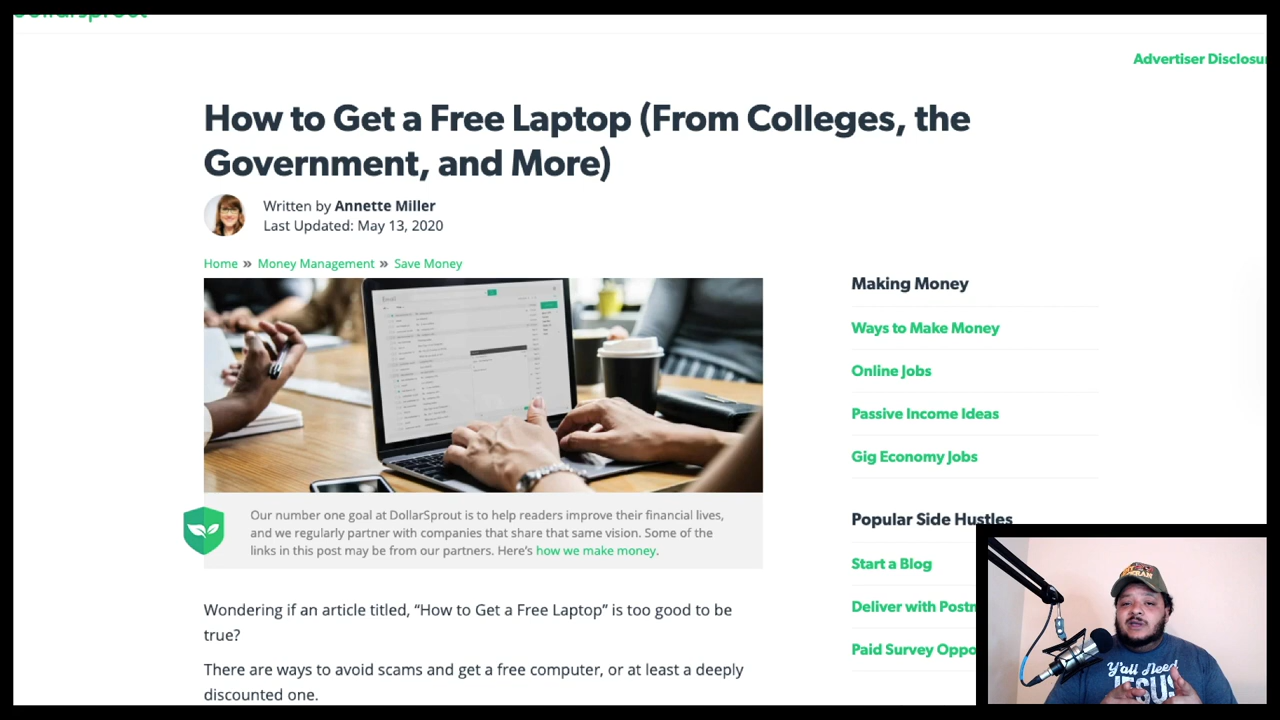 Advertiser
How to Get a Free Laptop (From Colleges, the
Government, and More)
Written by Annette Miller
Last Updated: May 13, 2020
Home » Money Management » Save Money
Email
Our number one goal at DollarSprout is to help readers improve their financial lives,
and we regularly partner with companies that share that same vision. Some of the
links in this post may be from our partners. Here’s how we make money.
Wondering if an article titled, “How to Get a Free Laptop” is too good to be
true?
There are ways to avoid scams and get a free computer, or at least a deeply
discounted one.
Making Money
Ways to Make Money
Online Jobs
Passive Income Ideas
Gig Economy Jobs
Popular Side Hustles
Start a Blog
Deliver with
Paid Survey
Y'all Need
JESUS